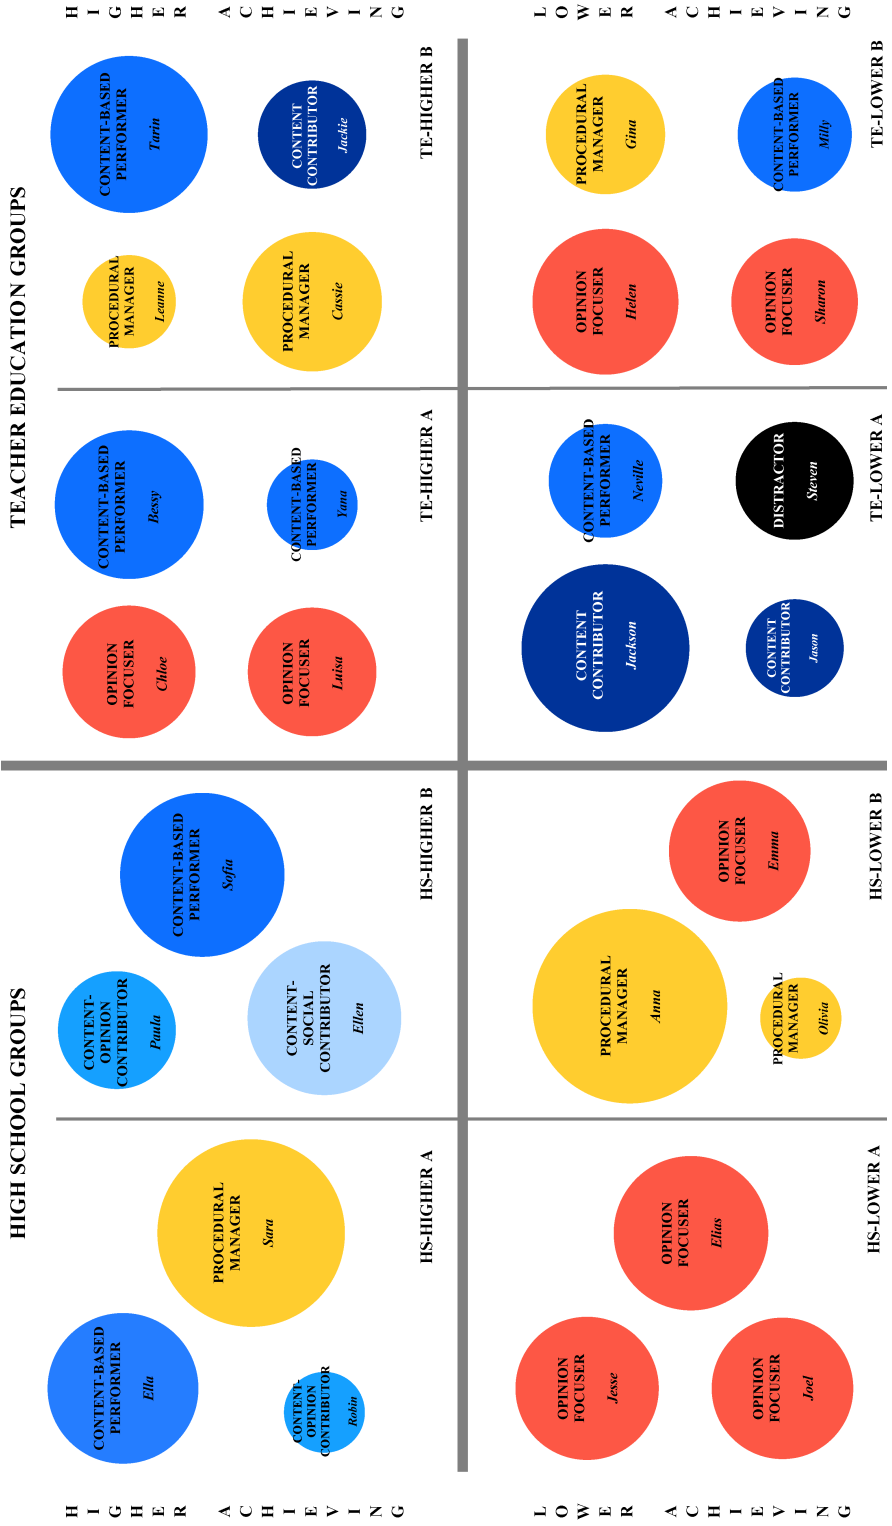 HIGH SCHOOL GROUPS
TEACHER EDUCATION GROUPS
HIGHER ACHIEVING
CONTENT-BASED
PERFORMER
Ella
PROCEDURAL
MANAGER
Sara
CONTENT-
OPINION
CONTRIBUTOR
Robin
HS-HIGHER A
CONTENT-
OPINION
CONTRIBUTOR
Paula
CONTENT-BASED
PERFORMER
Sofia
CONTENT-
SOCIAL
CONTRIBUTOR
Ellen
HS-HIGHER B
OPINION
FOCUSER
Chloe
CONTENT-BASED
PERFORMER
Bessy
OPINION
FOCUSER
Luisa
CONTENT-BASED
PERFORMER
Yana
TE-HIGHER A
PROCEDURAL
MANAGER
Leanne
CONTENT-BASED
PERFORMER
Tarin
PROCEDURAL
MANAGER
Cassie
CONTENT
CONTRIBUTOR
Jackie
TE-HIGHER B
HIGHER ACHIEVING
LOWER ACHIEVING
OPINION
FOCUSER
Jesse
OPINION
FOCUSER
Elias
OPINION
FOCUSER
Joel
HS-LOWER A
PROCEDURAL
MANAGER
Anna
OPINION
FOCUSER
Emma
PROCEDURAL
MANAGER
Olivia
HS-LOWER B
CONTENT
CONTRIBUTOR
Jackson
CONTENT-BASED
PERFORMER
Neville
CONTENT
CONTRIBUTOR
Jason
DISTRACTOR
Steven
TE-LOWER A
OPINION
FOCUSER
Helen
PROCEDURAL
MANAGER
Gina
OPINION
FOCUSER
Sharon
CONTENT-BASED
PERFORMER
Milly
TE-LOWER B
LOWER ACHIEVING